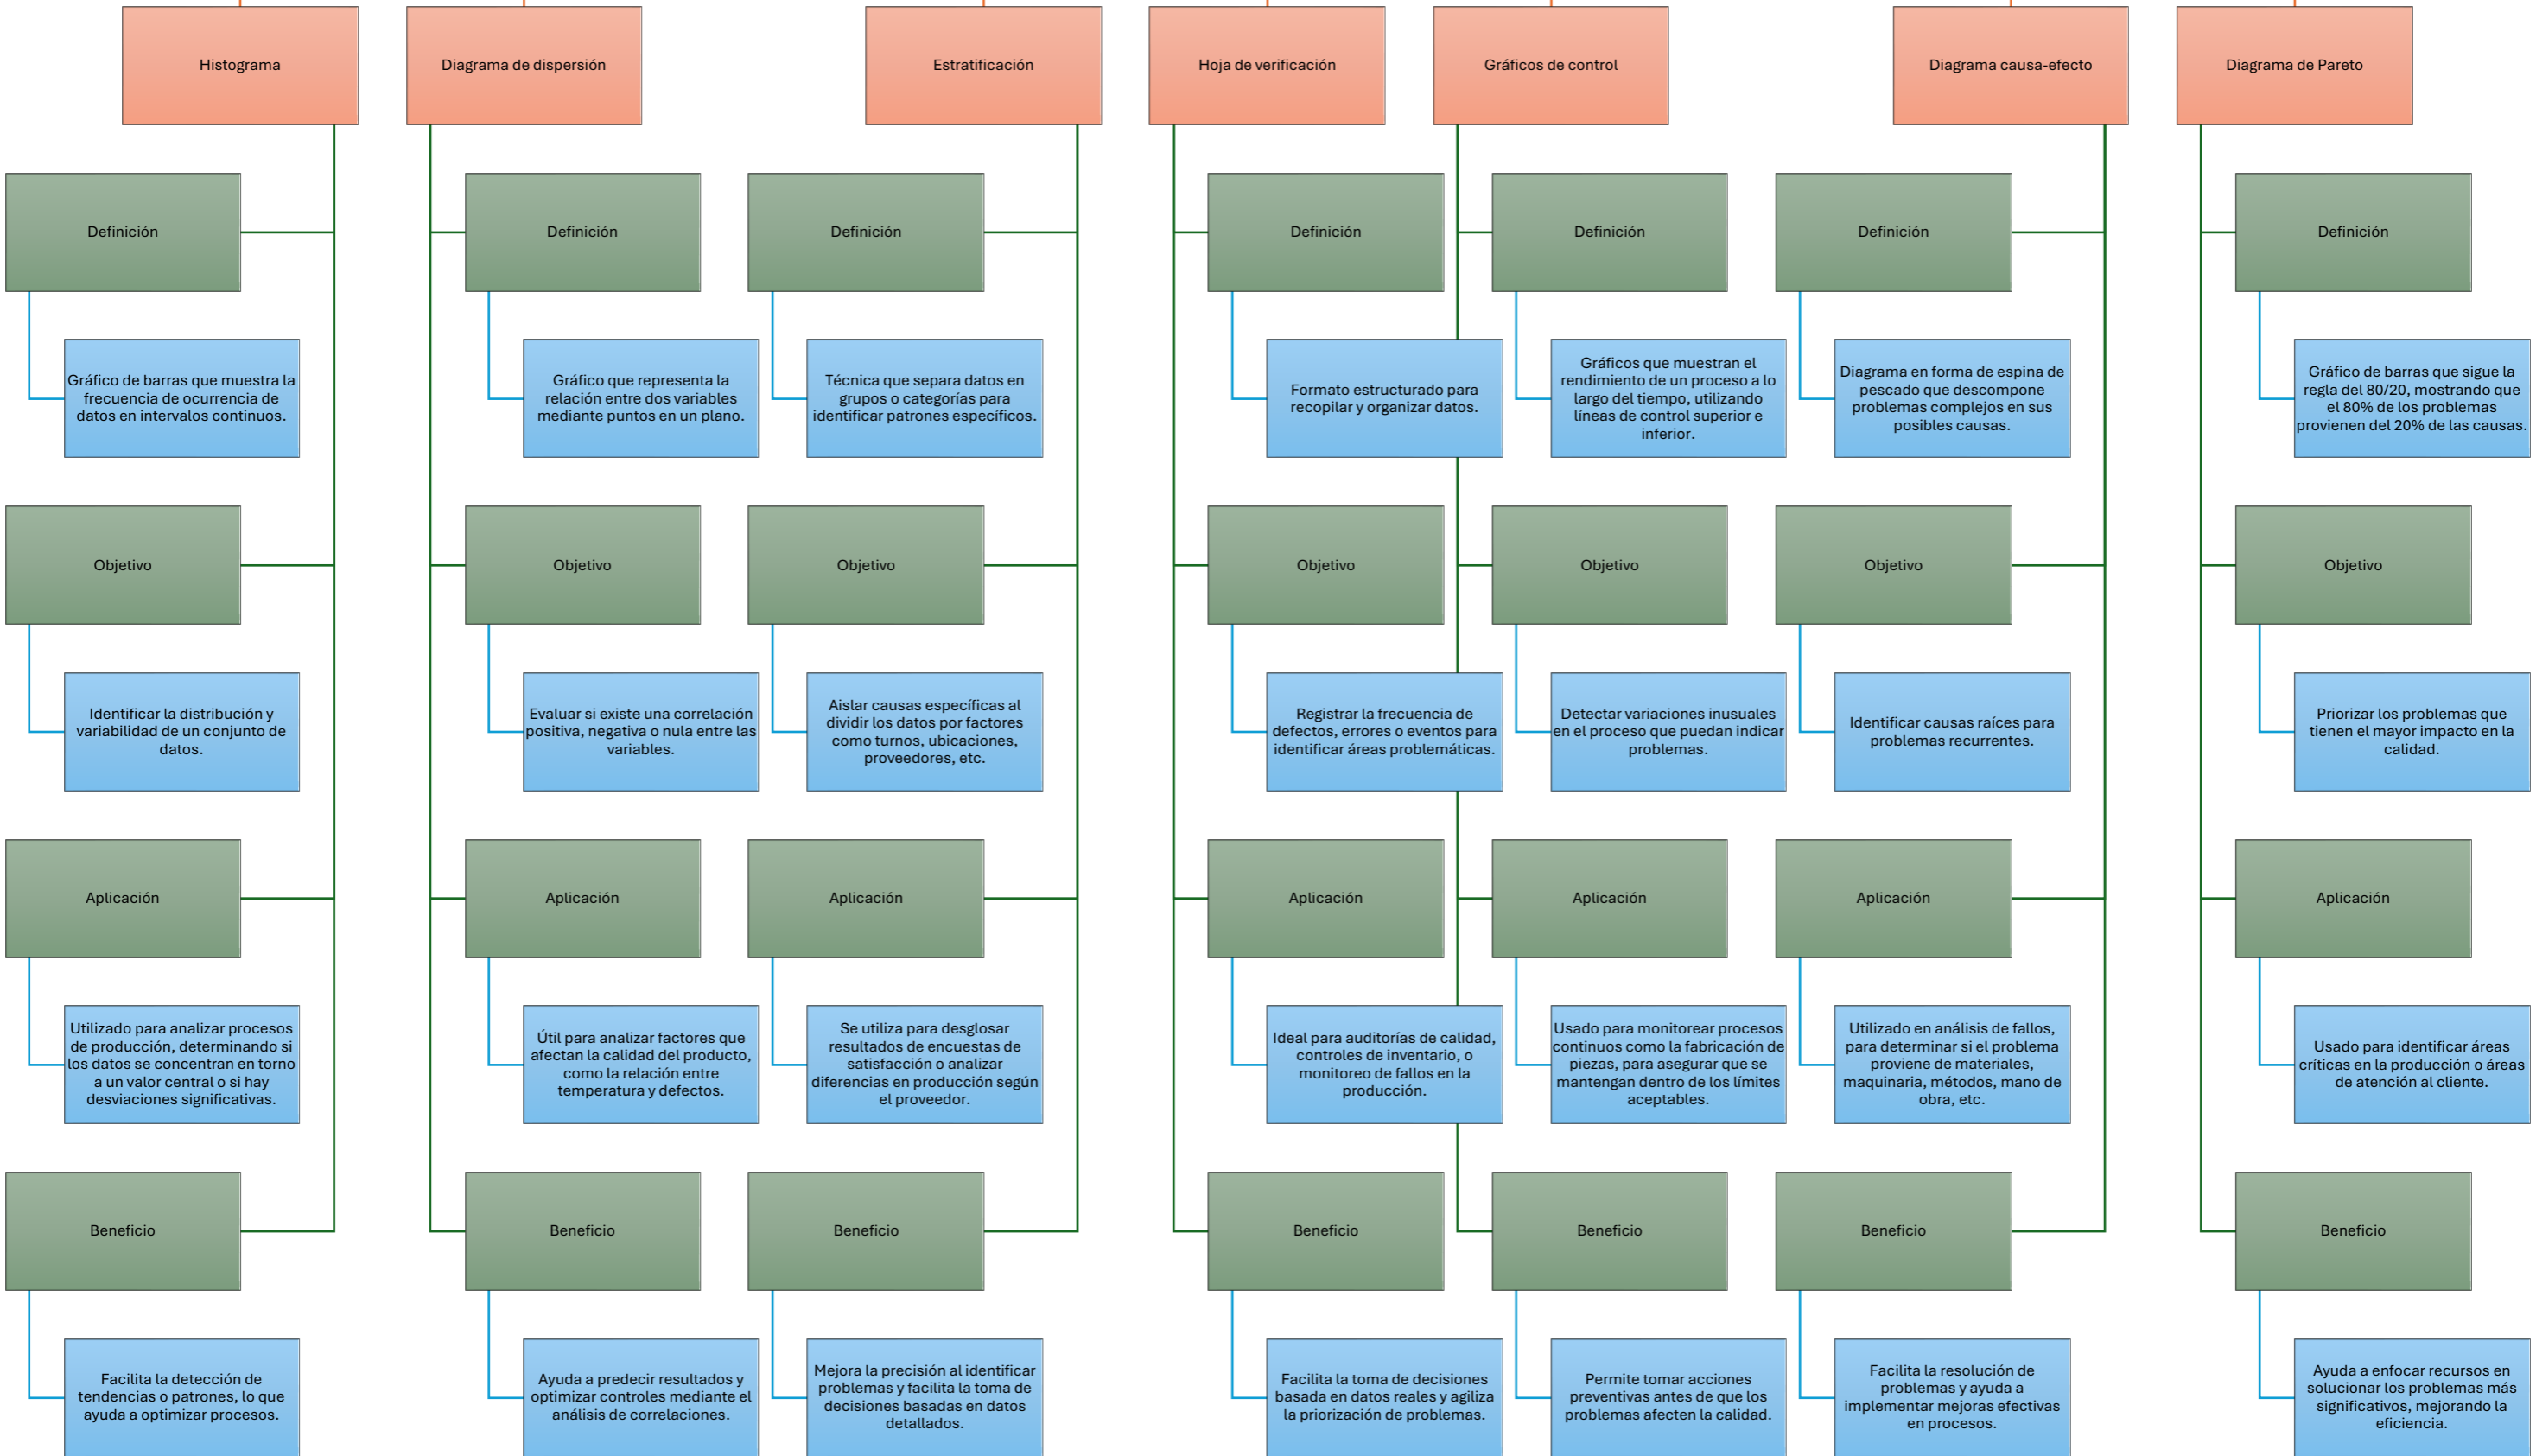 Histograma
Diagrama de dispersión
Estratificación
Hoja de verificación
Gráficos de control
Diagrama causa-efecto
Diagrama de Pareto
Definición
Definición
Definición
Definición
Definición
Definición
Definición
Gráfico de barras que muestra la
frecuencia de ocurrencia de
datos en intervalos continuos.
Gráfico que representa la
relación entre dos variables
mediante puntos en un plano.
Técnica que separa datos en
grupos o categorías para
identificar patrones específicos.
Formato estructurado para
recopilar y organizar datos.
Gráficos que muestran el
rendimiento de un proceso a lo
largo del tiempo, utilizando
líneas de control superior e
inferior.
Diagrama en forma de espina de
pescado que descompone
problemas complejos en sus
posibles causas.
Gráfico de barras que sigue la
regla del 80/20, mostrando que
el 80% de los problemas
provienen del 20% de las causas.
Objetivo
Objetivo
Objetivo
Objetivo
Objetivo
Objetivo
Objetivo
Identificar la distribución y
variabilidad de un conjunto de
datos.
Evaluar si existe una correlación
positiva, negativa o nula entre las
variables.
Aislar causas específicas al
dividir los datos por factores
como turnos, ubicaciones,
proveedores, etc.
Registrar la frecuencia de
defectos, errores o eventos para
identificar áreas problemáticas.
Detectar variaciones inusuales
en el proceso que puedan indicar
problemas.
Identificar causas raíces para
problemas recurrentes.
Priorizar los problemas que
tienen el mayor impacto en la
calidad.
Aplicación
Aplicación
Aplicación
Aplicación
Aplicación
Aplicación
Aplicación
Utilizado para analizar procesos
de producción, determinando si
los datos se concentran en torno
a un valor central o si hay
desviaciones significativas.
Útil para analizar factores que
afectan la calidad del producto,
como la relación entre
temperatura y defectos.
Se utiliza para desglosar
resultados de encuestas de
satisfacción o analizar
diferencias en producción según
el proveedor.
Ideal para auditorías de calidad,
controles de inventario, o
monitoreo de fallos en la
producción.
Usado para monitorear procesos
continuos como la fabricación de
piezas, para asegurar que se
mantengan dentro de los límites
aceptables.
Utilizado en análisis de fallos,
para determinar si el problema
proviene de materiales,
maquinaria, métodos, mano de
obra, etc.
Usado para identificar áreas
críticas en la producción o áreas
de atención al cliente.
Beneficio
Beneficio
Beneficio
Beneficio
Beneficio
Beneficio
Beneficio
Facilita la detección de
tendencias o patrones, lo que
ayuda a optimizar procesos.
Ayuda a predecir resultados y
optimizar controles mediante el
análisis de correlaciones.
Mejora la precisión al identificar
problemas y facilita la toma de
decisiones basadas en datos
detallados.
Facilita la toma de decisiones
basada en datos reales y agiliza
la priorización de problemas.
Permite tomar acciones
preventivas antes de que los
problemas afecten la calidad.
Facilita la resolución de
problemas y ayuda a
implementar mejoras efectivas
en procesos.
Ayuda a enfocar recursos en
solucionar los problemas más
significativos, mejorando la
eficiencia.